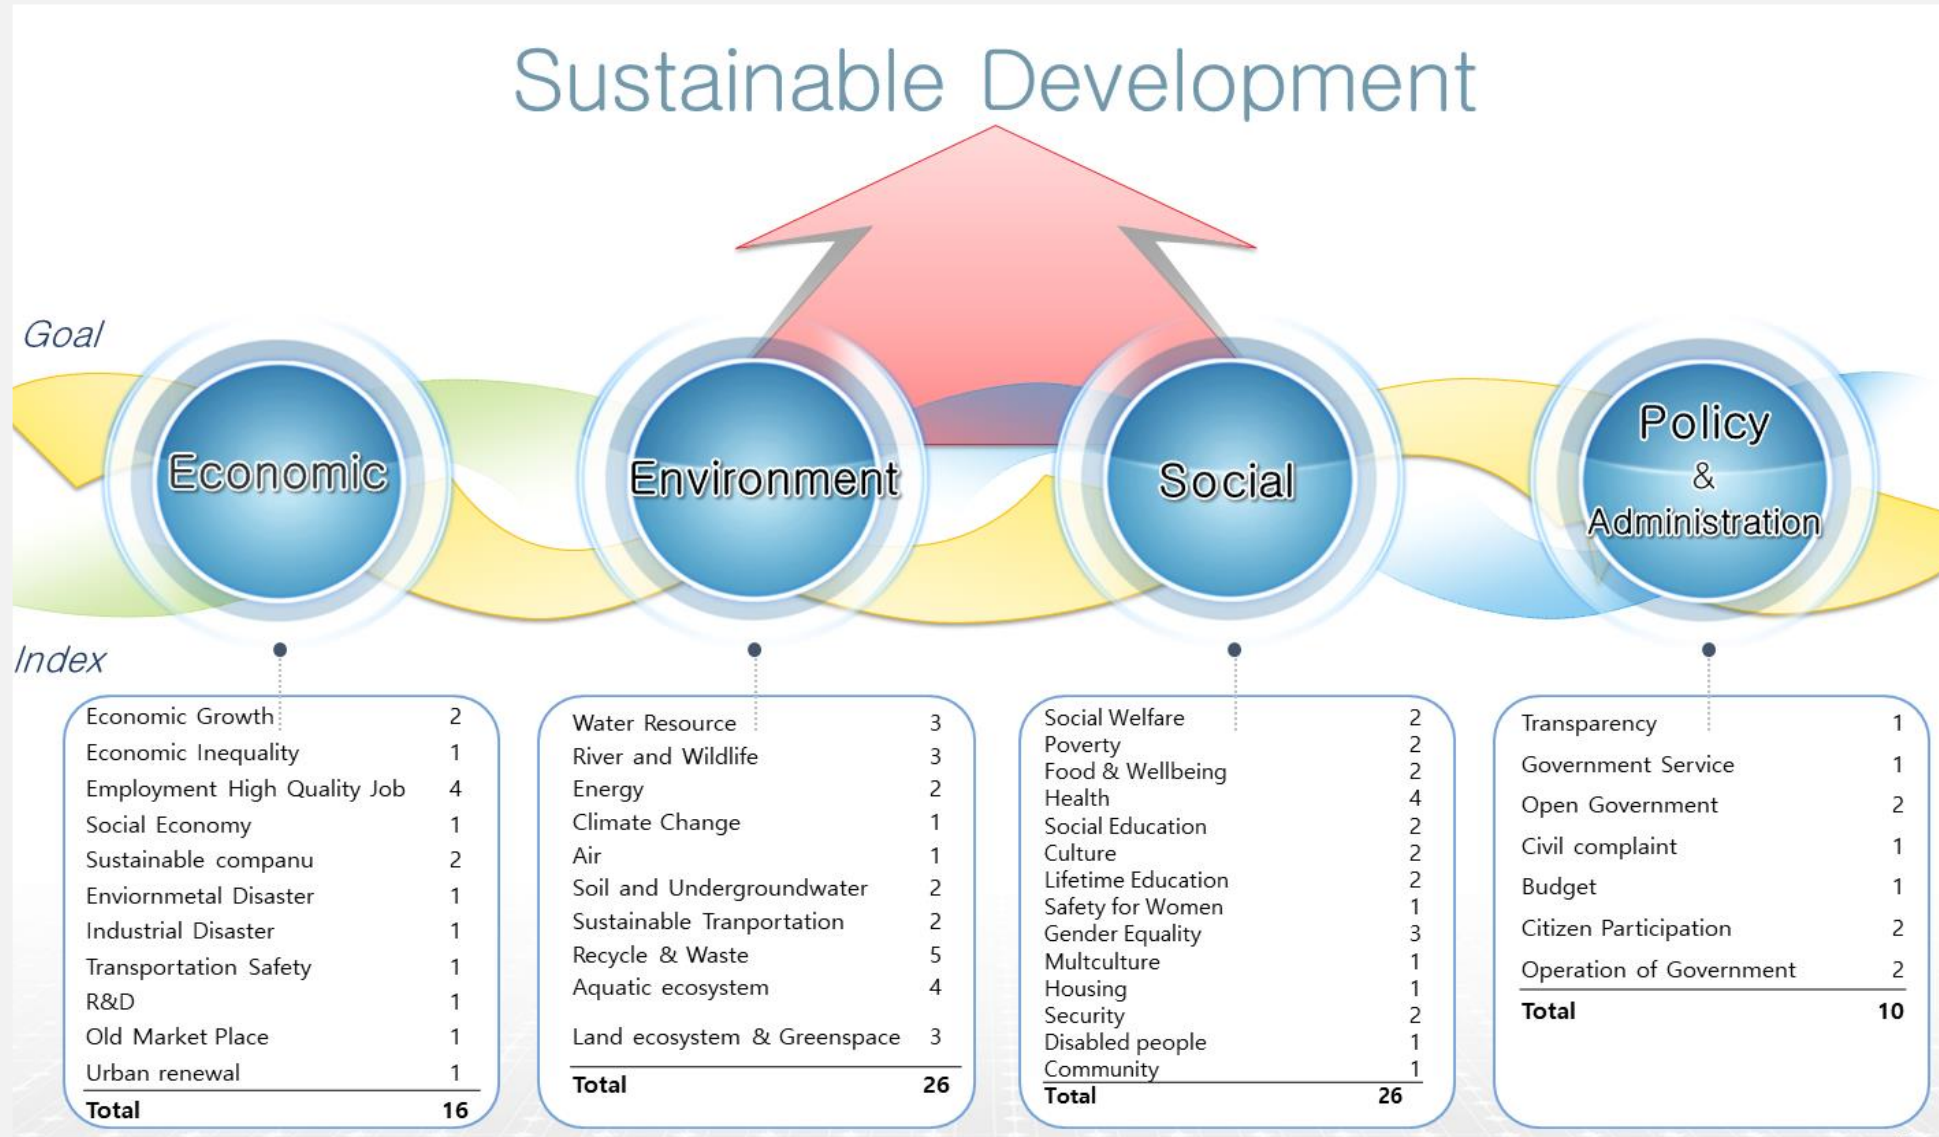 Sustainable Development
Goal
Economic
Environment
Social
Policy
&
Administration
Index
Economic Growth 2
Economic Inequality 1
Employment High Quality Job 4
Social Economy 1
Sustainable companu 2
Enviornmetal Disaster 1
Industrial Disaster 1
Transportation Safety 1
R&D 1
Old Market Place 1
Urban renewal 1
Total 16
Water Resource 3
River and Wildlife 3
Energy 2
Climate Change 1
Air 1
Soil and Undergroundwater 2
Sustainable Tranportation 2
Recycle & Waste 5
Aquatic ecosystem 4
Land ecosystem & Greenspace 3
Total 26
Social Welfare 2
Poverty 2
Food & Wellbeing 2
Health 4
Social Education 2
Culture 2
Lifetime Education 2
Safety for Women 1
Gender Equality 3
Multculture 1
Housing 1
Security 2
Disabled people 1
Community 1
Total 26
Transparency 1
Government Service 1
Open Government 2
Civil complaint 1
Budget 1
Citizen Participation 2
Operation of Government 2
Total 10